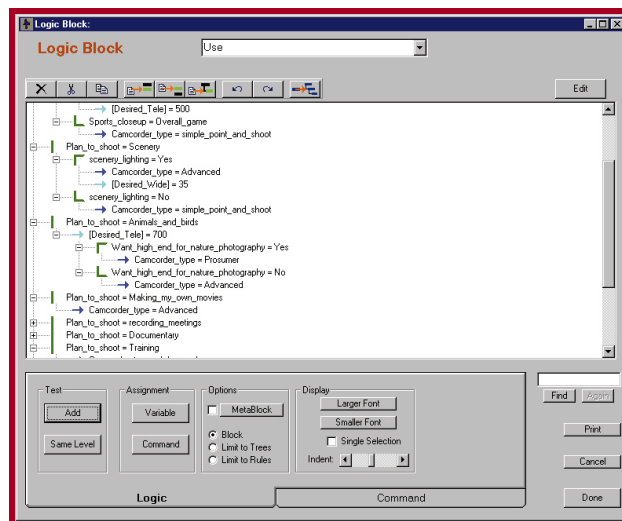 Logic Block:
Logic Block
Use
Edit
[Desired_Tele] = 500
Sports_closeup = Overall_game
Camcorder_type = simple_point_and_shoot
Plan_to_shoot = Scenery
scenery_lighting = Yes
Camcorder_type = Advanced
[Desired_Wide] = 35
scenery_lighting = No
Camcorder_type = simple_point_and_shoot
Plan_to_shoot = Animals_and_birds
[Desired_Tele] = 700
Want_high_end_for_nature_photography = Yes
Camcorder_type = Prosumer
Want_high_end_for_nature_photography = No
Camcorder_type = Advanced
Plan_to_shoot = Making_my_own_movies
Camcorder_type = Advanced
Plan_to_shoot = recording_meetings
Plan_to_shoot = Documentary
Plan_to_shoot = Training
Test
Add
Same Level
Assignment
Variable
Command
Options
MetaBlock
Block
Limit to Trees
Limit to Rules
Display
Larger Font
Smaller Font
Single Selection
Indent:
Find Again
Print
Cancel
Done
Logic Command